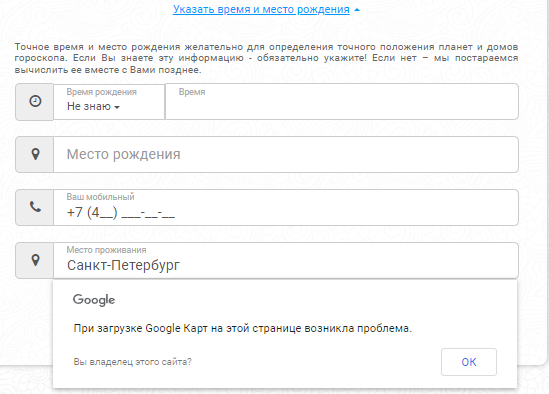 Указать время и место рождения
Точное время и место рождения желательно для определения точного положения планет и домов
гороскопа. Если Вы знаете эту информацию - обязательно укажите! Если нет – мы постараемся
вычислить ее вместе с Вами позднее.
Время рождения
Не знаю
Время
Место рождения
Ваш мобильный
+7 (4__) ___-__-__
Место проживания
Санкт-Петербург
Google
При загрузке Google Карт на этой странице возникла проблема.
Вы владелец этого сайта?
ОК